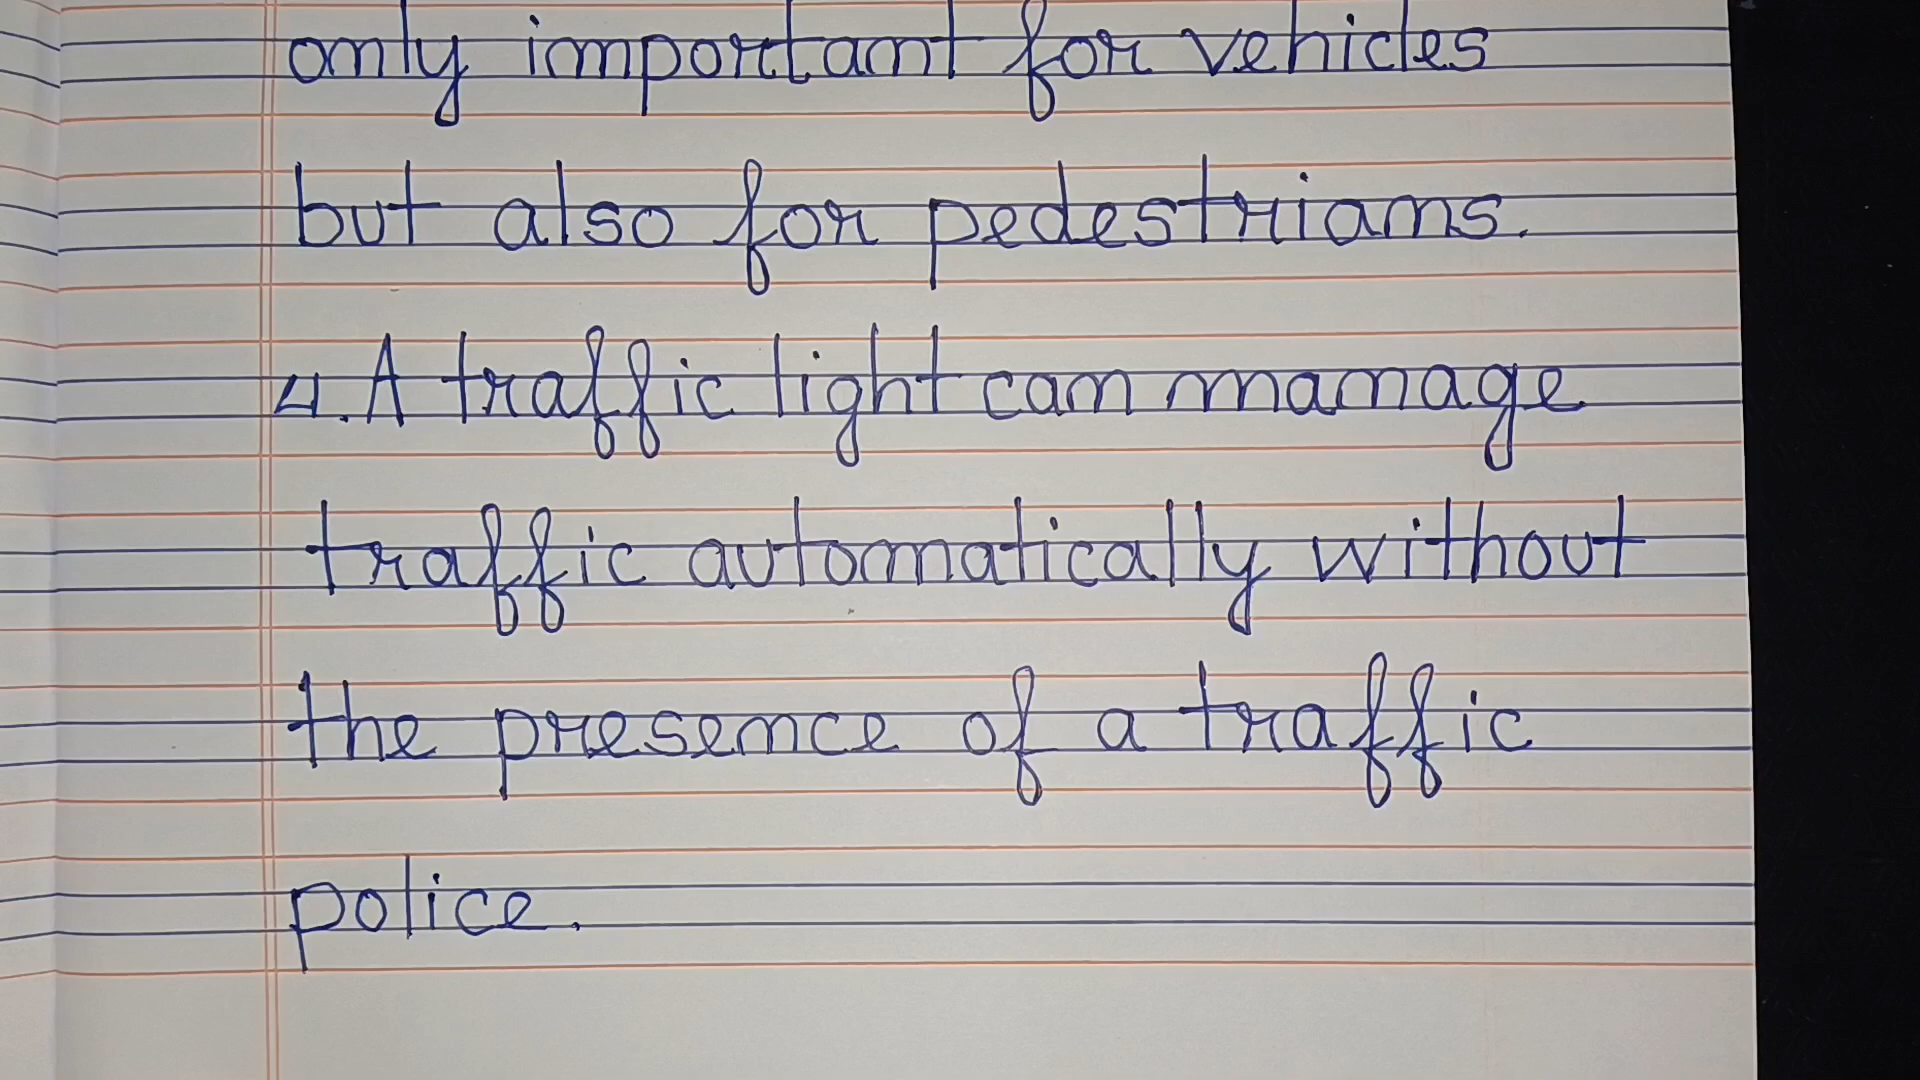 only important for vehicles
but also for pedestrians.
4. A traffic light can manage
traffic automatically without
the presence of a traffic
police.